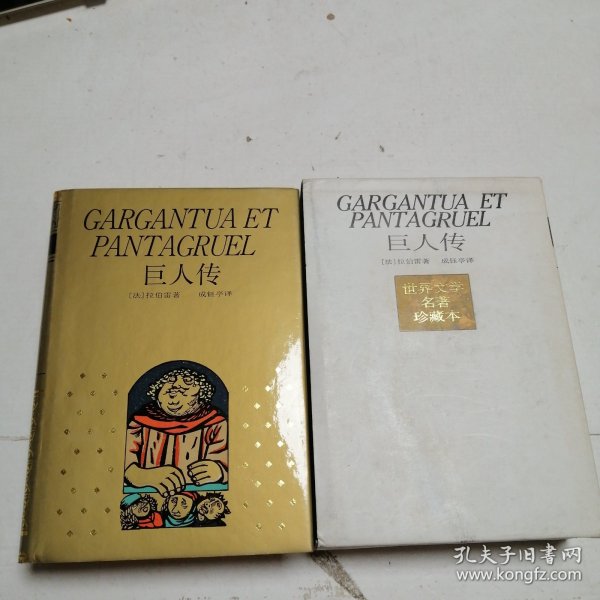 GARGANTUA ET
PANTAGRUEL
巨人传
[法]拉伯雷著 成钰亭译
GARGANTUA ET
PANTAGRUEL
巨人传
[法]拉伯雷著 成钰亭译
世界文学
名著
珍藏本
孔夫子旧书网
www.kongfz.com